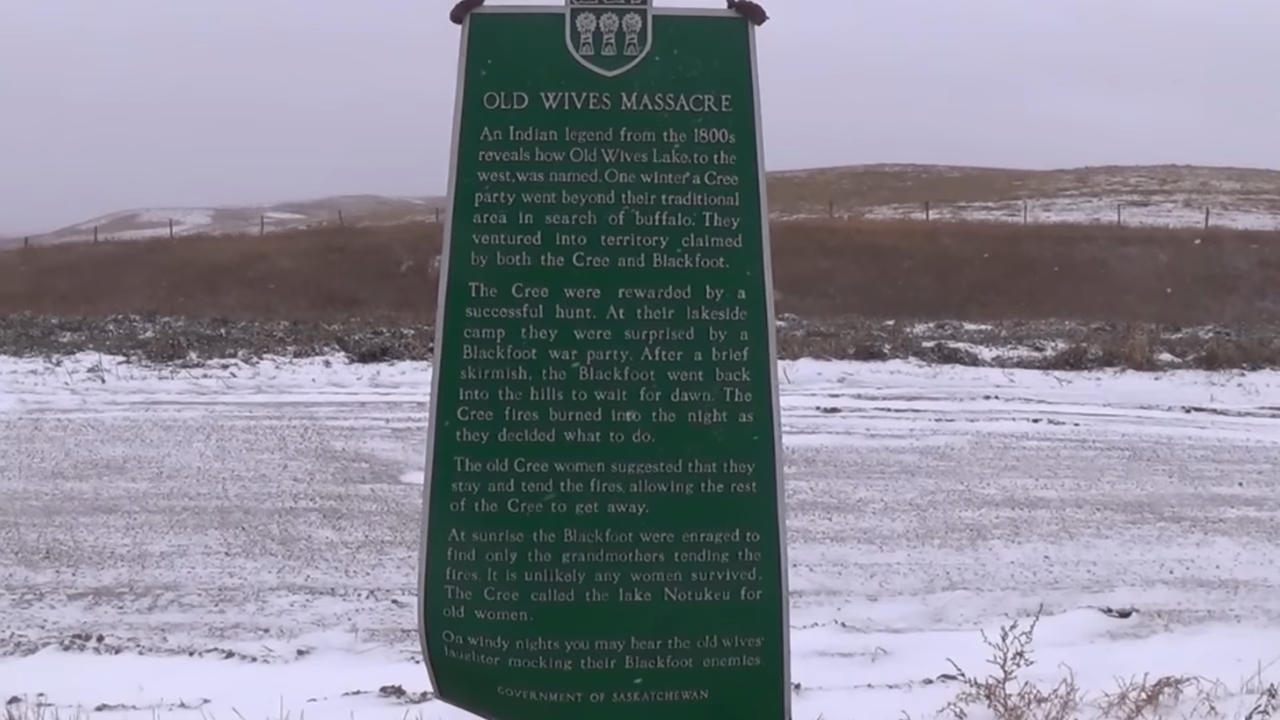 OLD WIVES MASSACRE
An Indian legend from the 1800s
reveals how Old Wives Lake, to the
west, was named. One winter a Cree
party went beyond their traditional
area in search of buffalo. They
ventured into territory claimed
by both the Cree and Blackfoot.
The Cree were rewarded by a
successful hunt. At their lakeside
camp they were surprised by a
Blackfoot war party. After a brief
skirmish, the Blackfoot went back
into the hills to wait for dawn. The
Cree fires burned into the night as
they decided what to do.
The old Cree women suggested that they
stay and tend the fires, allowing the rest
of the Cree to get away.
At sunrise the Blackfoot were enraged to
find only the grandmothers tending the
fires. It is unlikely any women survived.
The Cree called the lake Notukeu for
old women.
On windy nights you may hear the old wives'
laughter mocking their Blackfoot enemies.
GOVERNMENT OF SASKATCHEWAN